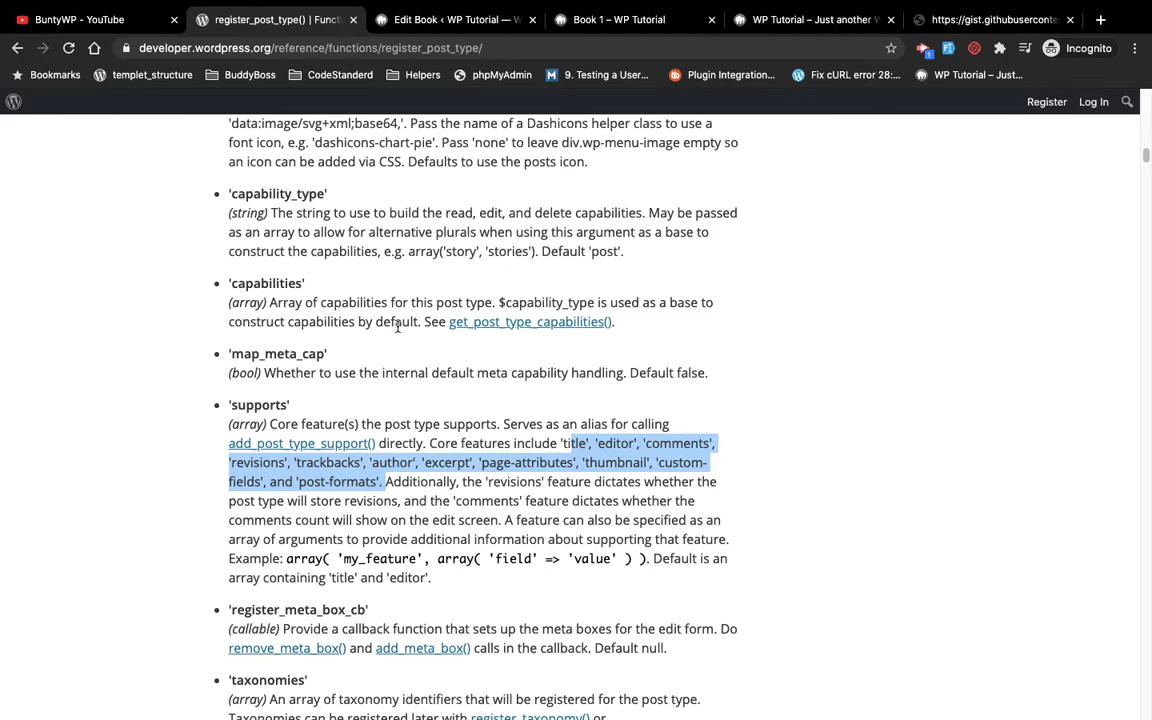 BuntyWP - YouTube
register_post_type() | Funct
Edit Book ‹ WP Tutorial — W
Book 1 – WP Tutorial
WP Tutorial – Just another W
https://gist.githubuserconte
developer.wordpress.org/reference/functions/register_post_type/
1
Incognito
Bookmarks
templet_structure
BuddyBoss
CodeStanderd
Helpers
phpMyAdmin
9. Testing a User...
Plugin Integration...
Fix cURL error 28:...
WP Tutorial – Just...
Register
Log In
'data:image/svg+xml;base64,'. Pass the name of a Dashicons helper class to use a
font icon, e.g. 'dashicons-chart-pie'. Pass 'none' to leave div.wp-menu-image empty so
an icon can be added via CSS. Defaults to use the posts icon.
'capability_type'
(string) The string to use to build the read, edit, and delete capabilities. May be passed
as an array to allow for alternative plurals when using this argument as a base to
construct the capabilities, e.g. array('story', 'stories'). Default 'post'.
'capabilities'
(array) Array of capabilities for this post type. $capability_type is used as a base to
construct capabilities by default. See get_post_type_capabilities().
'map_meta_cap'
(bool) Whether to use the internal default meta capability handling. Default false.
'supports'
(array) Core feature(s) the post type supports. Serves as an alias for calling
add_post_type_support() directly. Core features include 'title', 'editor', 'comments',
'revisions', 'trackbacks', 'author', 'excerpt', 'page-attributes', 'thumbnail', 'custom-
fields', and 'post-formats'. Additionally, the 'revisions' feature dictates whether the
post type will store revisions, and the 'comments' feature dictates whether the
comments count will show on the edit screen. A feature can also be specified as an
array of arguments to provide additional information about supporting that feature.
Example: array( 'my_feature', array( 'field' => 'value' ) ). Default is an
array containing 'title' and 'editor'.
'register_meta_box_cb'
(callable) Provide a callback function that sets up the meta boxes for the edit form. Do
remove_meta_box() and add_meta_box() calls in the callback. Default null.
'taxonomies'
(array) An array of taxonomy identifiers that will be registered for the post type.
Taxonomies can be registered later with register_taxonomy() or